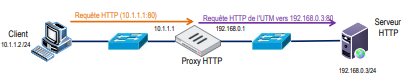 Requête HTTP (10.1.1.1:80)
Requête HTTP de l'UTM vers 192.168.0.3:80
Serveur
HTTP
Client
10.1.1.2 /24
10.1.1.1
192.168.0.1
Proxy HTTP
192.168.0.3/24